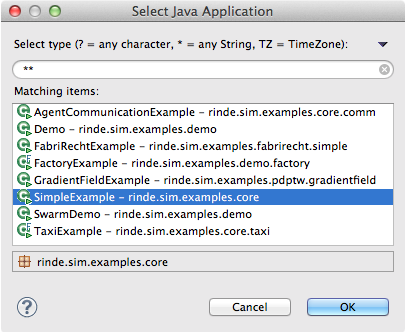 Select Java Application
Select type (? = any character, * = any String, TZ = TimeZone):
**
Matching items:
AgentCommunicationExample – rinde.sim.examples.core.comm
Demo – rinde.sim.examples.demo
FabriRechtExample – rinde.sim.examples.fabrirecht.simple
FactoryExample – rinde.sim.examples.demo.factory
GradientFieldExample – rinde.sim.examples.pdptw.gradientfield
SimpleExample – rinde.sim.examples.core
SwarmDemo – rinde.sim.examples.demo
TaxiExample – rinde.sim.examples.core.taxi
rinde.sim.examples.core
? Cancel OK